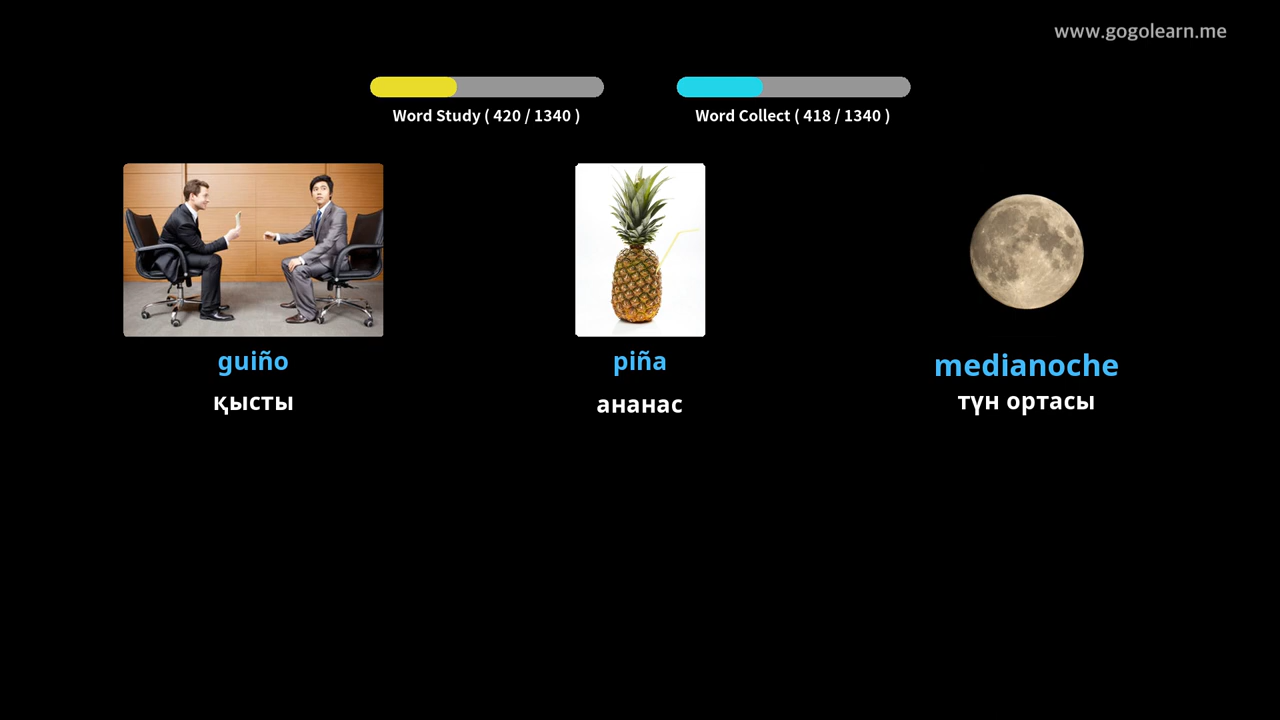 www.gogolearn.me
Word Study ( 420 / 1340 )
Word Collect ( 418 / 1340 )
guiño
қысты
piña
ананас
medianoche
түн ортасы